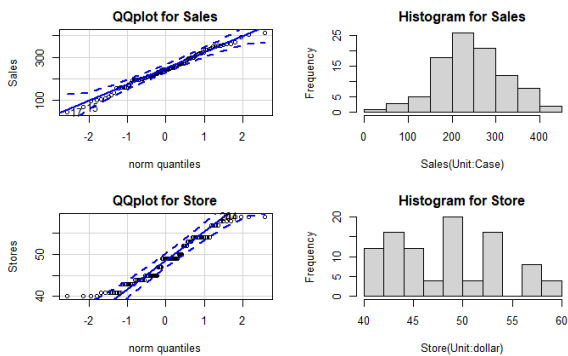 QQplot for Sales
Sales
100
300
17 15
-2 -1 0 1 2
norm quantiles
Histogram for Sales
Frequency
0 5 15 25
0 100 200 300 400
Sales(Unit:Case)
QQplot for Store
Stores
40
50
-2 -1 0 1 2
norm quantiles
Histogram for Store
Frequency
0 5 10 20
40 45 50 55 60
Store(Unit:dollar)